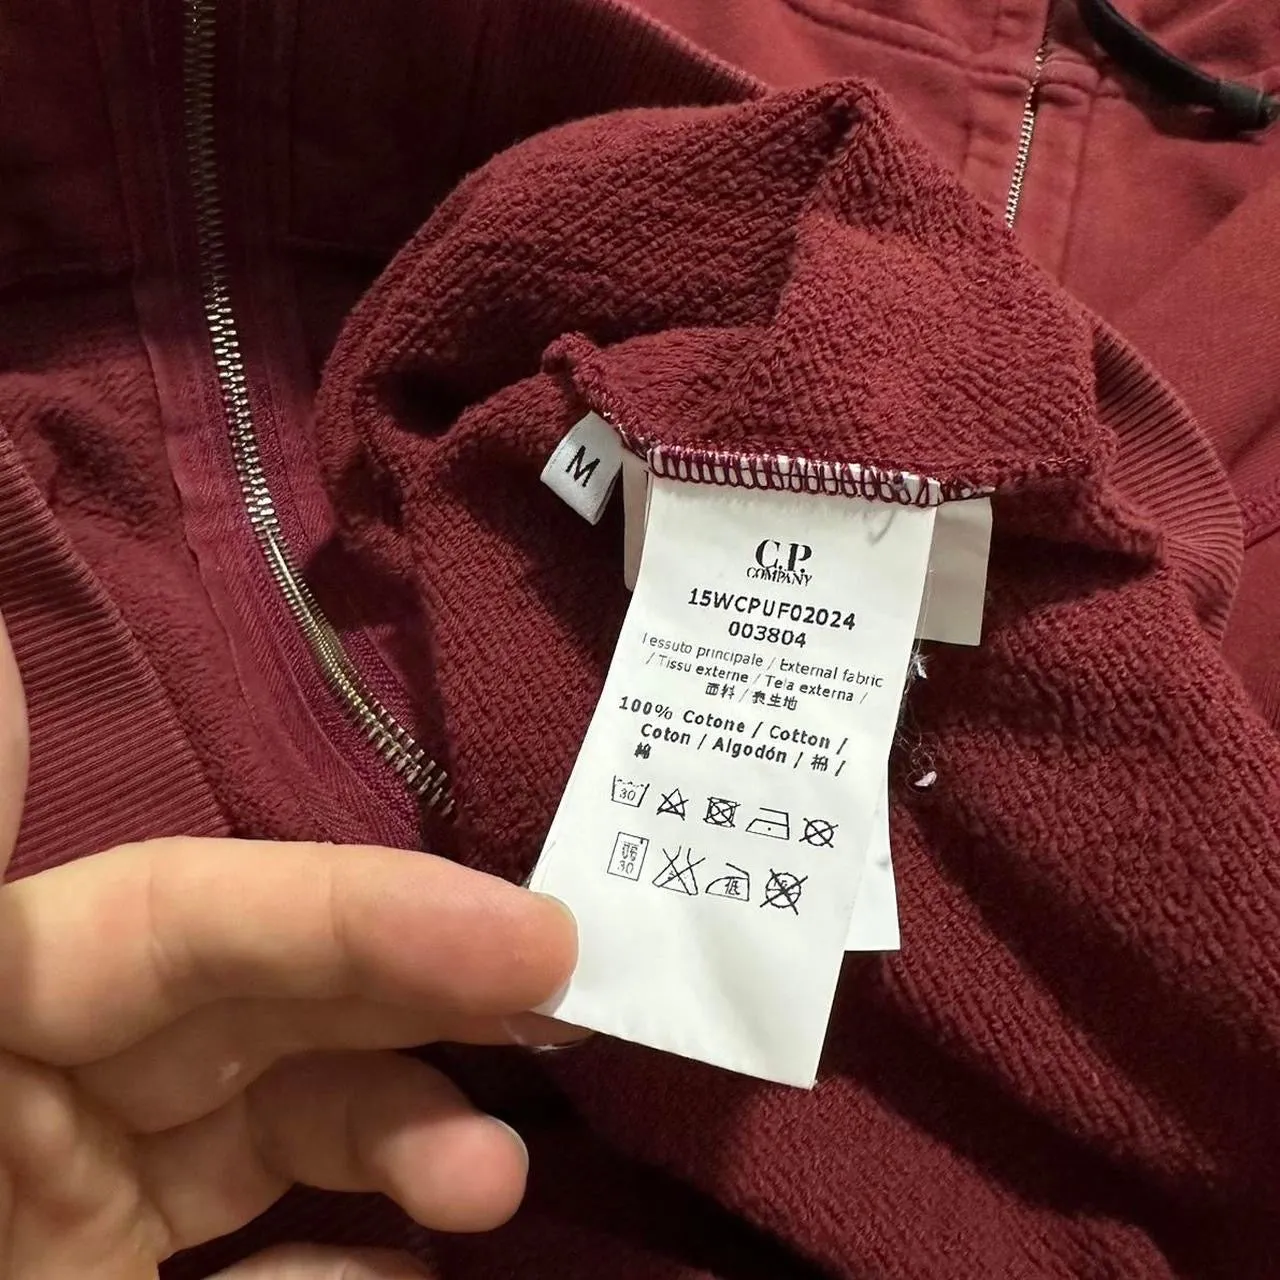 M
C.P.
COMPANY
15WCPUF02024
003804
Tessuto principale / External fabric
/ Tissu externe / Tela externa /
面料 / 表生地
100% Cotone / Cotton /
Coton / Algodón / 棉 /
綿
30
30
低